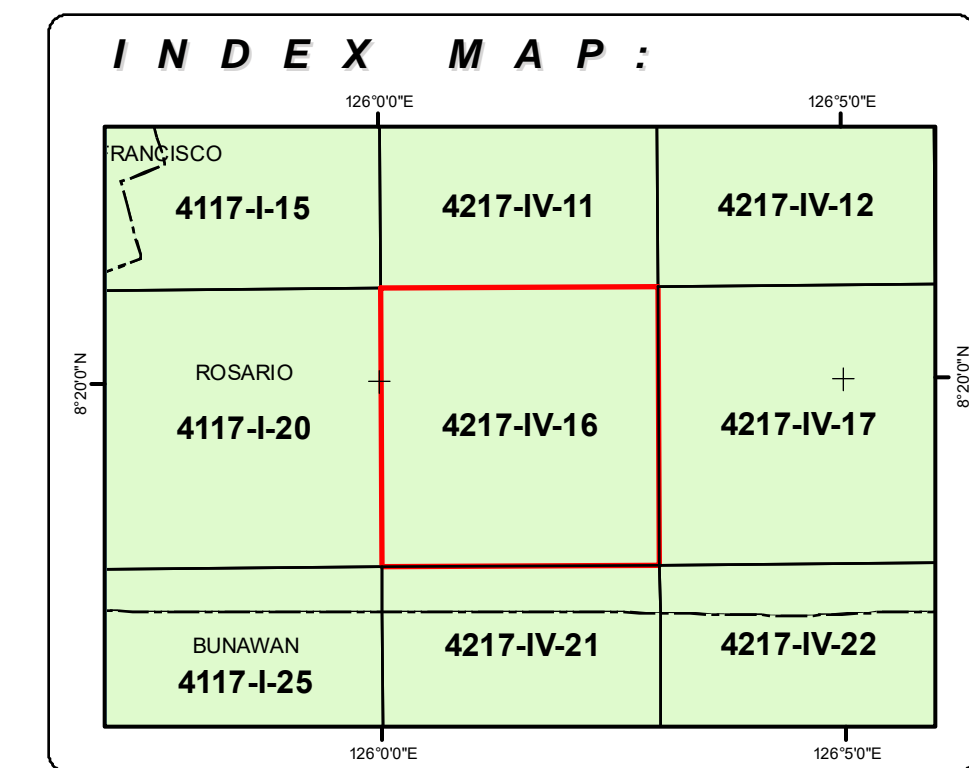 INDEX MAP:
126°0'0"E 126°5'0"E
FRANCISCO
4117-I-15 4217-IV-11 4217-IV-12
8°20'0"N 8°20'0"N
ROSARIO
4117-I-20 4217-IV-16 4217-IV-17
BUNAWAN
4117-I-25 4217-IV-21 4217-IV-22
126°0'0"E 126°5'0"E